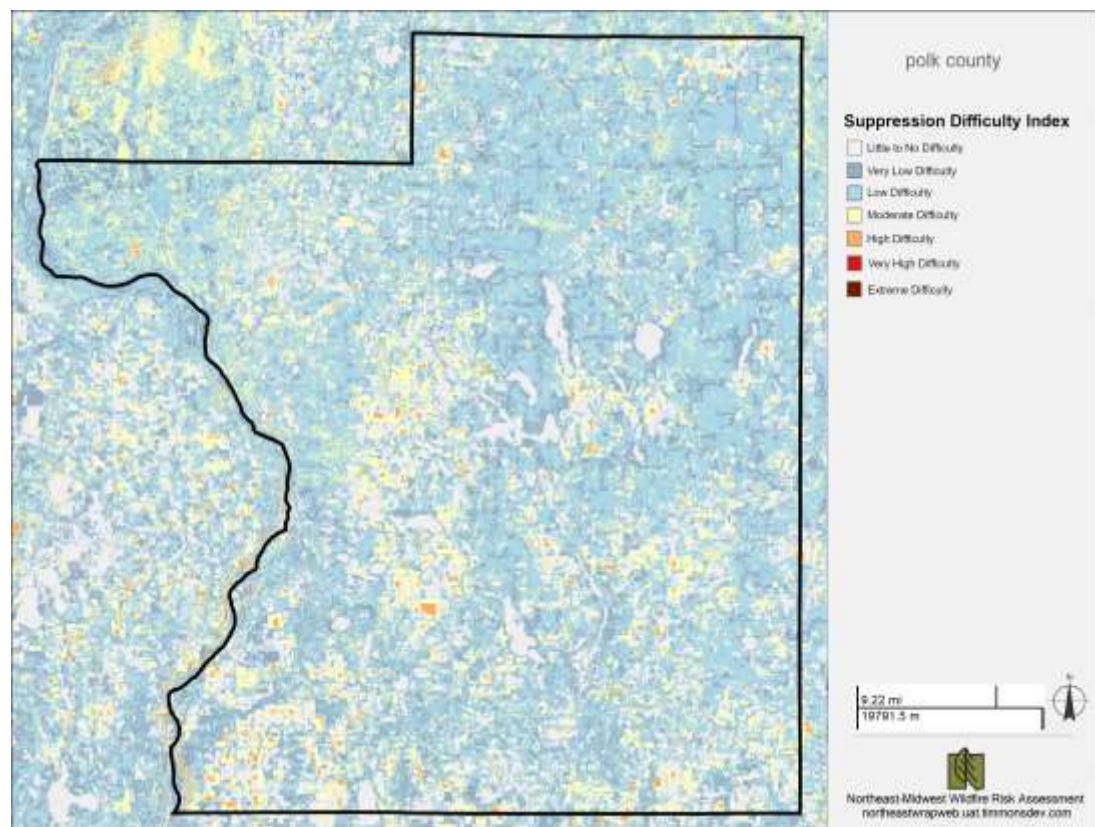 polk county
Suppression Difficulty Index
Little to No Difficulty
Very Low Difficulty
Low Difficulty
Moderate Difficulty
High Difficulty
Very High Difficulty
Extreme Difficulty
N
9.22 mi
19791.5 m
Northeast-Midwest Wildfire Risk Assessment
northeastwrapweb.uat.timmonsdev.com